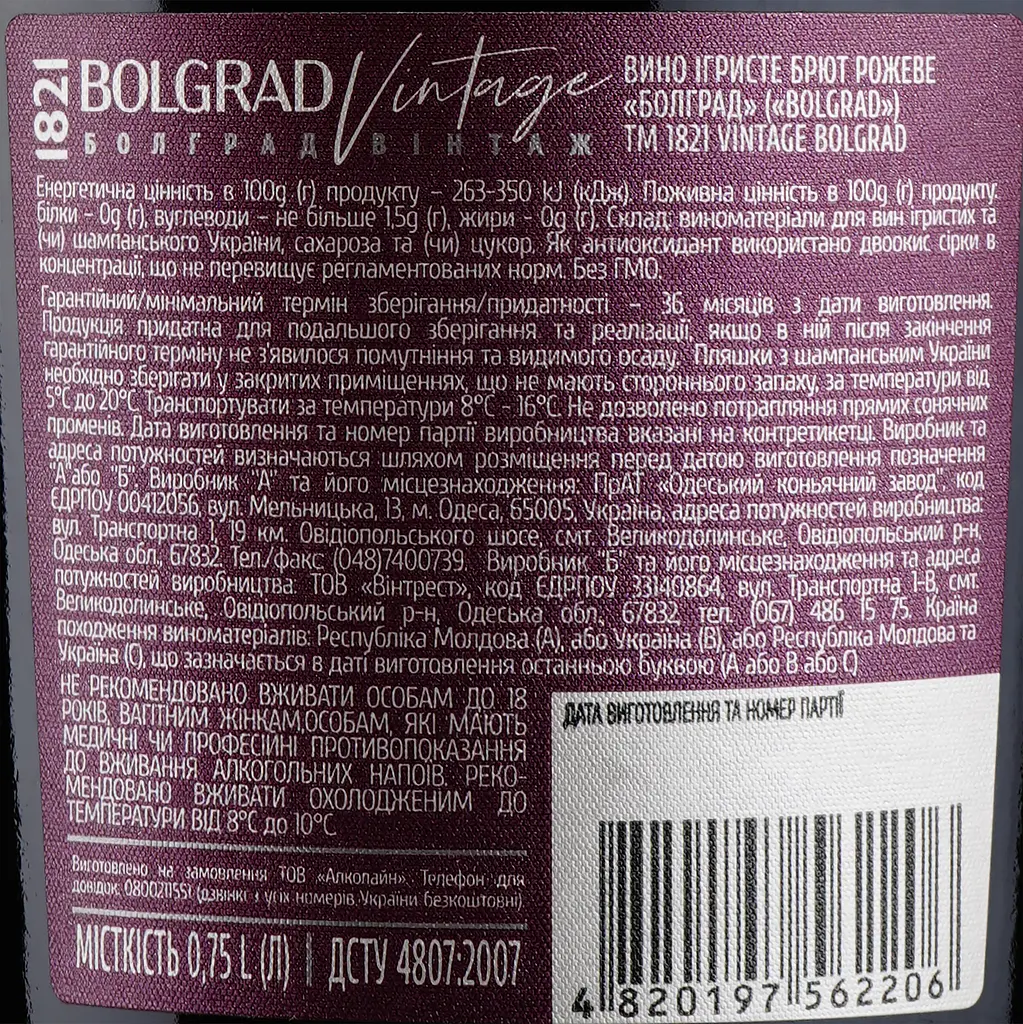 1821
BOLGRAD Vintage
БОЛГРАД ВІНТАЖ
ВИНО ІГРИСТЕ БРЮТ РОЖЕВЕ
«БОЛГРАД» («BOLGRAD»)
ТМ 1821 VINTAGE BOLGRAD
Енергетична цінність в 100g (г) продукту – 263-350 kJ (кДж). Поживна цінність в 100g (г) продукту:
білки – 0g (г), вуглеводи – не більше 1,5g (г), жири – 0g (г). Склад: виноматеріали для вин ігристих та
(чи) шампанського України, сахароза та (чи) цукор. Як антиоксидант використано двоокис сірки в
концентрації, що не перевищує регламентованих норм. Без ГМО.
Гарантійний/мінімальний термін зберігання/придатності – 36 місяців з дати виготовлення.
Продукція придатна для подальшого зберігання та реалізації, якщо в ній після закінчення
гарантійного терміну не з'явилося помутніння та видимого осаду. Пляшки з шампанським України
необхідно зберігати у закритих приміщеннях, що не мають стороннього запаху, за температури від
5°С до 20°С. Транспортувати за температури 8°С - 16°С. Не дозволено потрапляння прямих сонячних
променів. Дата виготовлення та номер партії виробництва вказані на контретикетці. Виробник та
адреса потужностей визначаються шляхом розміщення перед датою виготовлення позначення
"А"або "Б". Виробник "А" та його місцезнаходження: ПрАТ «Одеський коньячний завод" код
ЄДРПОУ 00412056, вул. Мельницька, 13, м. Одеса, 65005, Україна, адреса потужностей виробництва:
вул. Транспортна 1, 19 км. Овідіопольського шосе, смт. Великодолинське, Овідіопольський р-н,
Одеська обл., 67832. Тел./факс (048)7400739. Виробник "Б" та його місцезнаходження та адреса
потужностей виробництва: ТОВ «Вінтрест», код ЄДРПОУ 33140864, вул. Транспортна 1-В, смт.
Великодолинське, Овідіопольський р-н, Одеська обл. 67832 тел. (067) 486 15 75. Країна
походження виноматеріалів: Республіка Молдова (А), або Україна (В), або Республіка Молдова та
Україна (С), що зазначається в даті виготовлення останньою буквою (А або В або С)
НЕ РЕКОМЕНДОВАНО ВЖИВАТИ ОСОБАМ ДО 18
РОКІВ, ВАГІТНИМ ЖІНКАМ,ОСОБАМ, ЯКІ МАЮТЬ
МЕДИЧНІ ЧИ ПРОФЕСІЙНІ ПРОТИПОКАЗАННЯ
ДО ВЖИВАННЯ АЛКОГОЛЬНИХ НАПОЇВ. РЕКО-
МЕНДОВАНО ВЖИВАТИ ОХОЛОДЖЕНИМ ДО
ТЕМПЕРАТУРИ ВІД 8°С до 10°С
Виготовлено на замовлення ТОВ «Алколайн». Телефон для
довідок: 0800211551 (дзвінкі з усіх номерів України безкоштовні).
МІСТКІСТЬ 0,75 L (Л) | ДСТУ 4807:2007
ДАТА ВИГОТОВЛЕННЯ ТА НОМЕР ПАРТІЇ
4 820197 562206